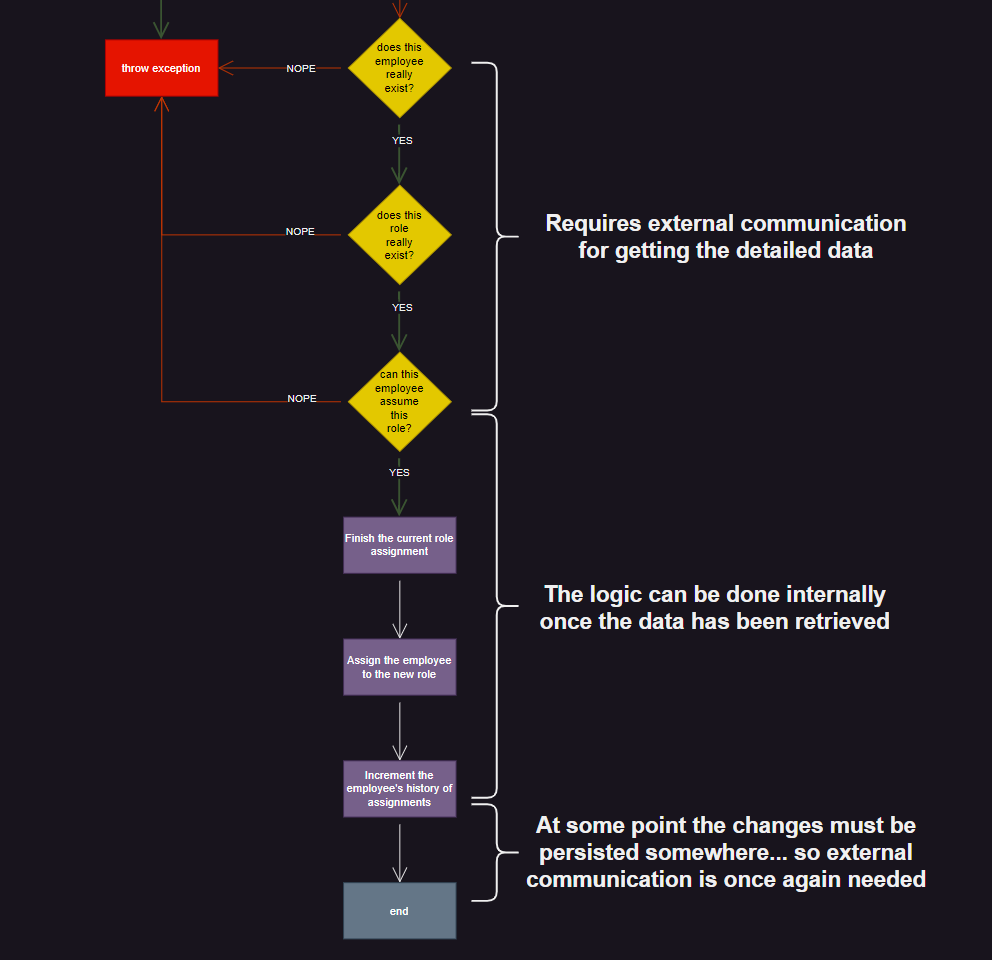 does this
employee
really
exist?
throw exception
NOPE
YES
does this
role
really
exist?
NOPE
Requires external communication
for getting the detailed data
YES
can this
employee
assume
this
role?
NOPE
YES
Finish the current role
assignment
The logic can be done internally
once the data has been retrieved
Assign the employee
to the new role
Increment the
employee's history of
assignments
At some point the changes must be
persisted somewhere... so external
communication is once again needed
end